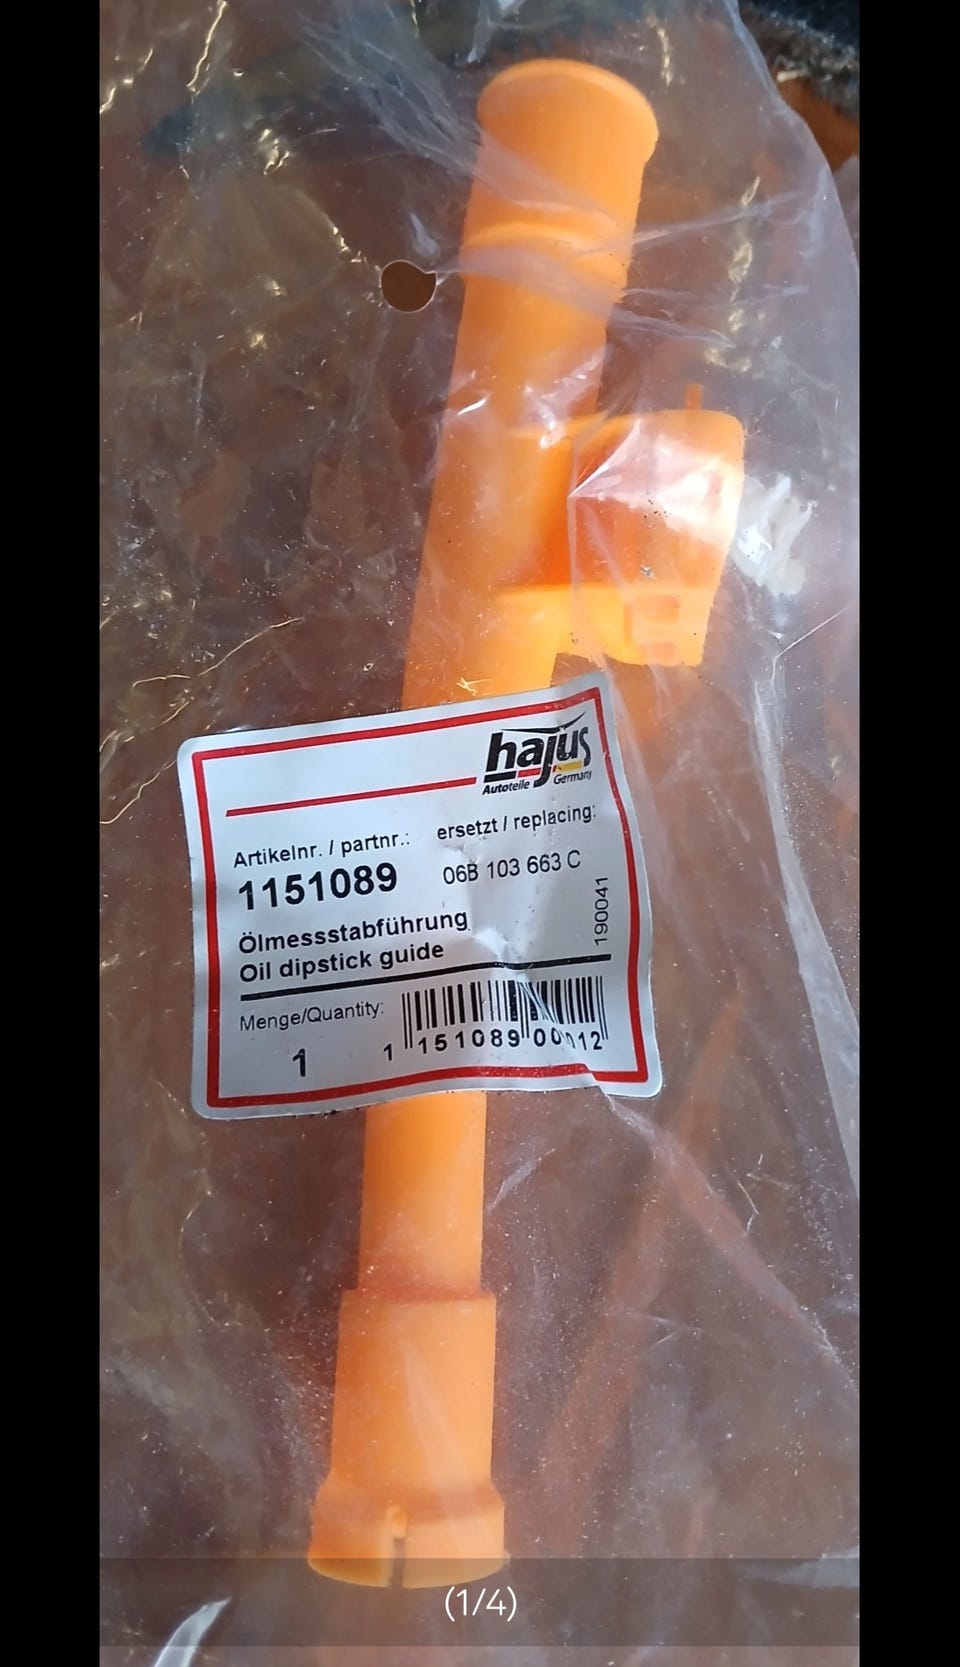 hajus
Autoteile Germany
Artikelnr. / partnr.: ersetzt / replacing:
1151089 06B 103 663 C
190041
Ölmessstabführung
Oil dipstick guide
Menge/Quantity:
1
1 151089 00012
(1/4)